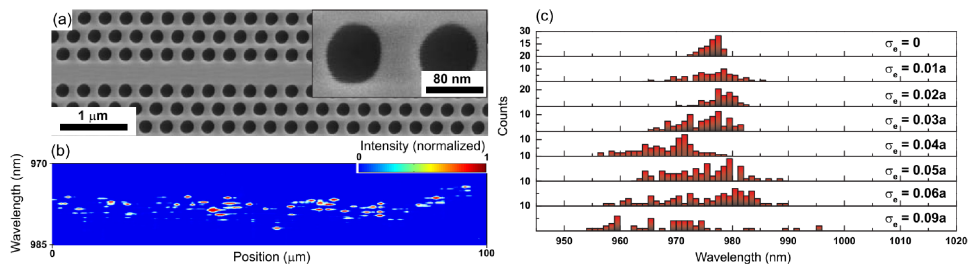 (a)
80 nm
1 μm
(b)
Intensity (normalized)
0
1
970
985
Wavelength (nm)
0
100
Position (μm)
(c)
Counts
30
15
20
10
20
10
10
10
10
10
σe = 0
σe = 0.01a
σe = 0.02a
σe = 0.03a
σe = 0.04a
σe = 0.05a
σe = 0.06a
σe = 0.09a
950
960
970
980
990
1000
1010
1020
Wavelength (nm)